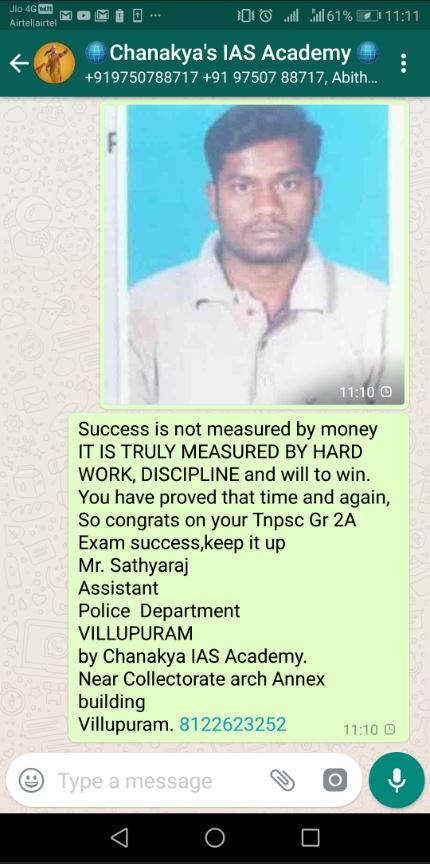 Jio 4G VoLTE
Airtel|airtel
61%
11:11
Chanakya's IAS Academy
+919750788717 +91 97507 88717, Abith...
F
11:10
Success is not measured by money
IT IS TRULY MEASURED BY HARD
WORK, DISCIPLINE and will to win.
You have proved that time and again,
So congrats on your Tnpsc Gr 2A
Exam success,keep it up
Mr. Sathyaraj
Assistant
Police Department
VILLUPURAM
by Chanakya IAS Academy.
Near Collectorate arch Annex
building
Villupuram. 8122623252
11:10
Type a message